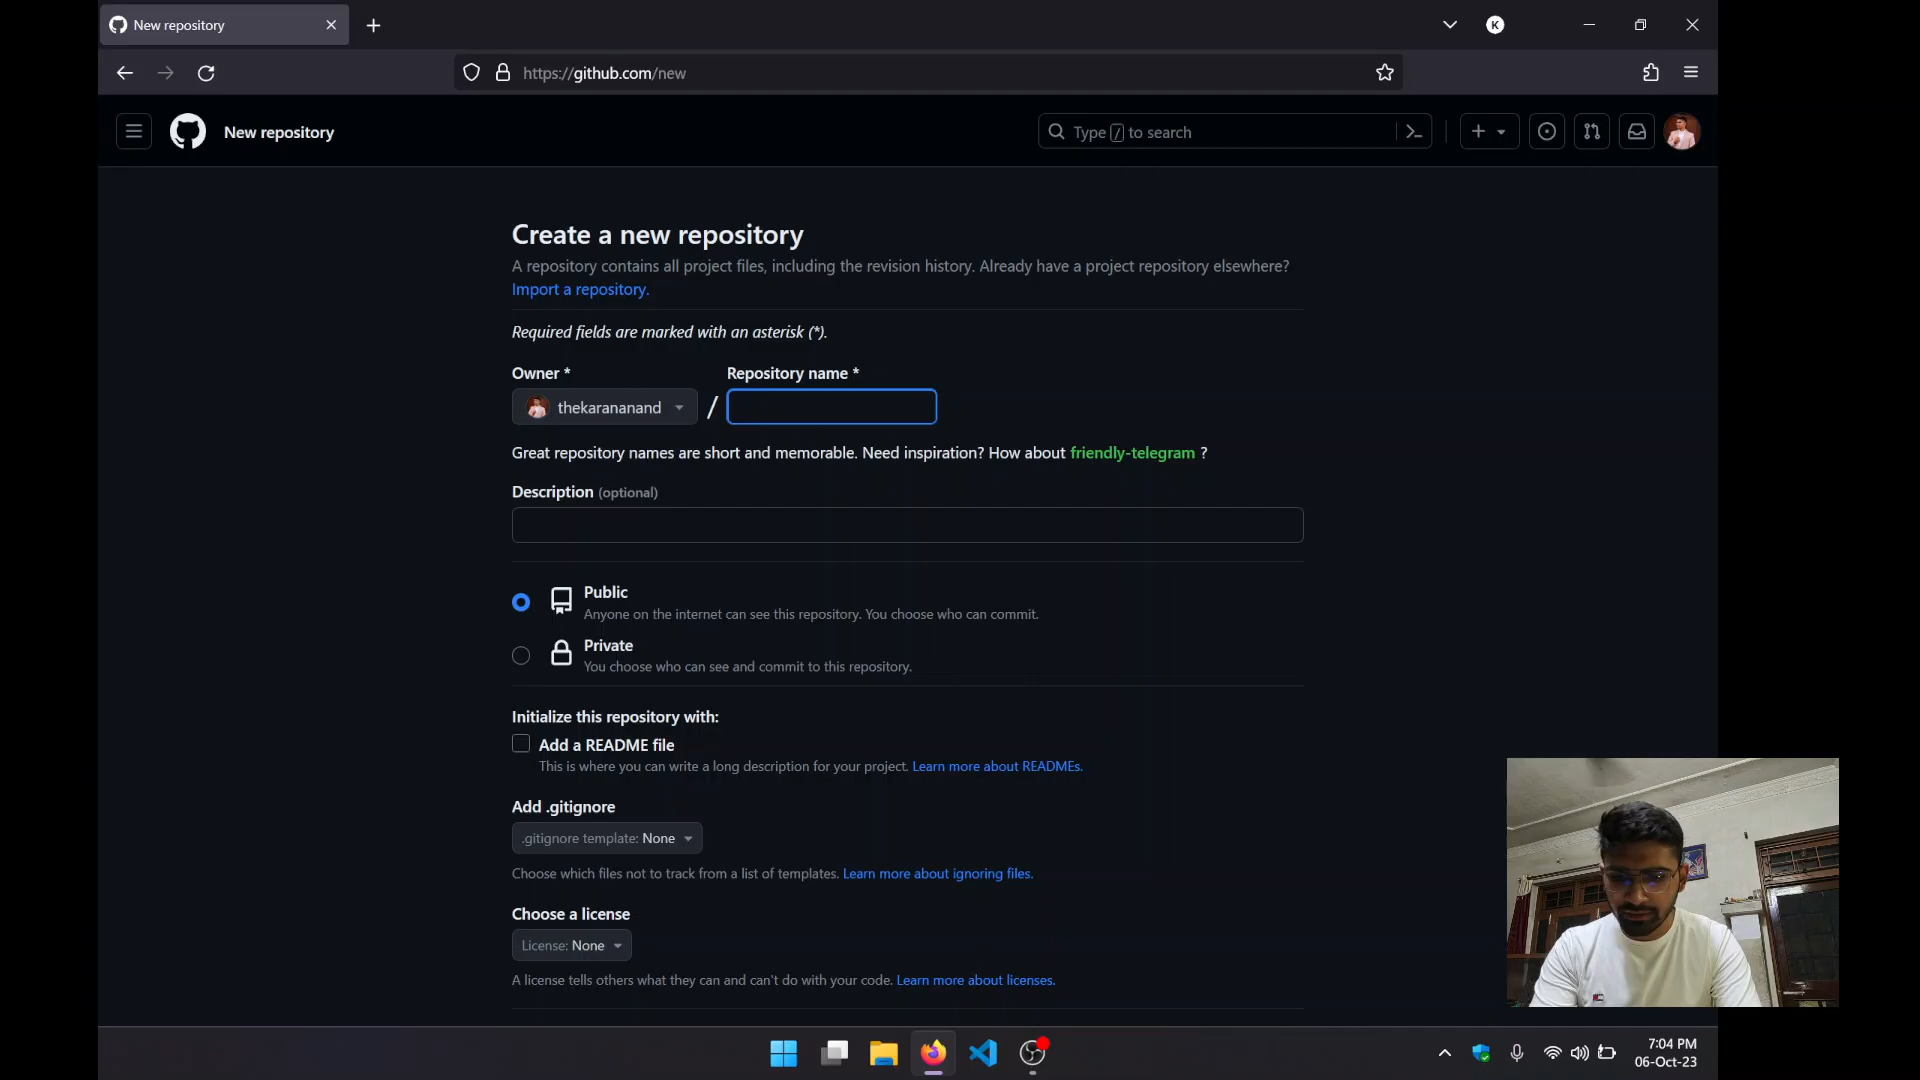 New repository
K
https://github.com/new
New repository
Type / to search
Create a new repository
A repository contains all project files, including the revision history. Already have a project repository elsewhere?
Import a repository.
Required fields are marked with an asterisk (*).
Owner *
Repository name *
thekarananand
/
Great repository names are short and memorable. Need inspiration? How about friendly-telegram ?
Description (optional)
Public
Anyone on the internet can see this repository. You choose who can commit.
Private
You choose who can see and commit to this repository.
Initialize this repository with:
Add a README file
This is where you can write a long description for your project. Learn more about READMEs.
Add .gitignore
.gitignore template: None
Choose which files not to track from a list of templates. Learn more about ignoring files.
Choose a license
License: None
A license tells others what they can and can't do with your code. Learn more about licenses.
7:04 PM
06-Oct-23